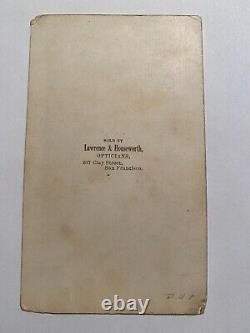 SOLD BY
Lawrence & Houseworth,
OPTICIANS,
317 Clay Street,
San Francisco.